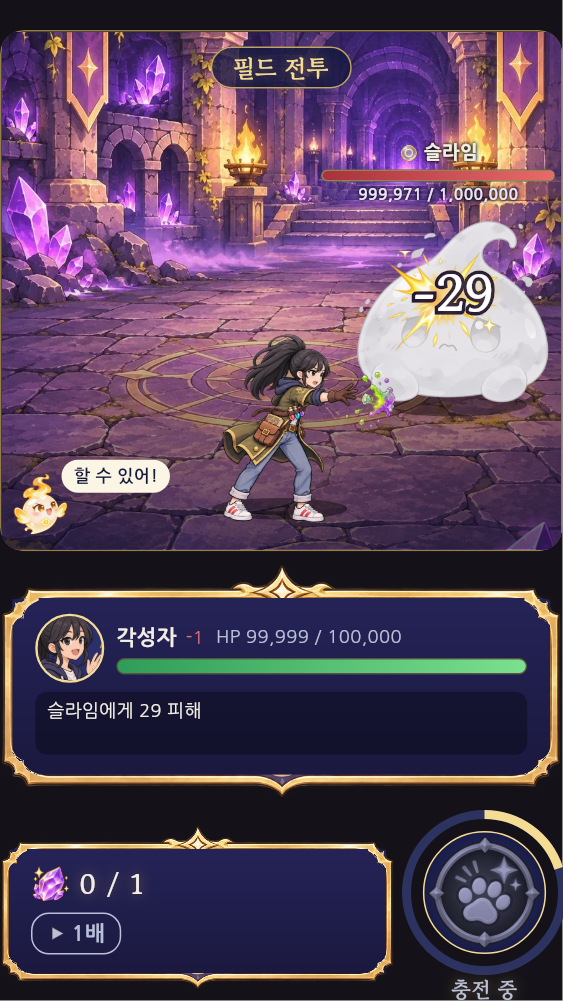 필드 전투
슬라임
999,971 / 1,000,000
-29
할 수 있어!
각성자 -1 HP 99,999 / 100,000
슬라임에게 29 피해
0 / 1
▶ 1배
충전 중